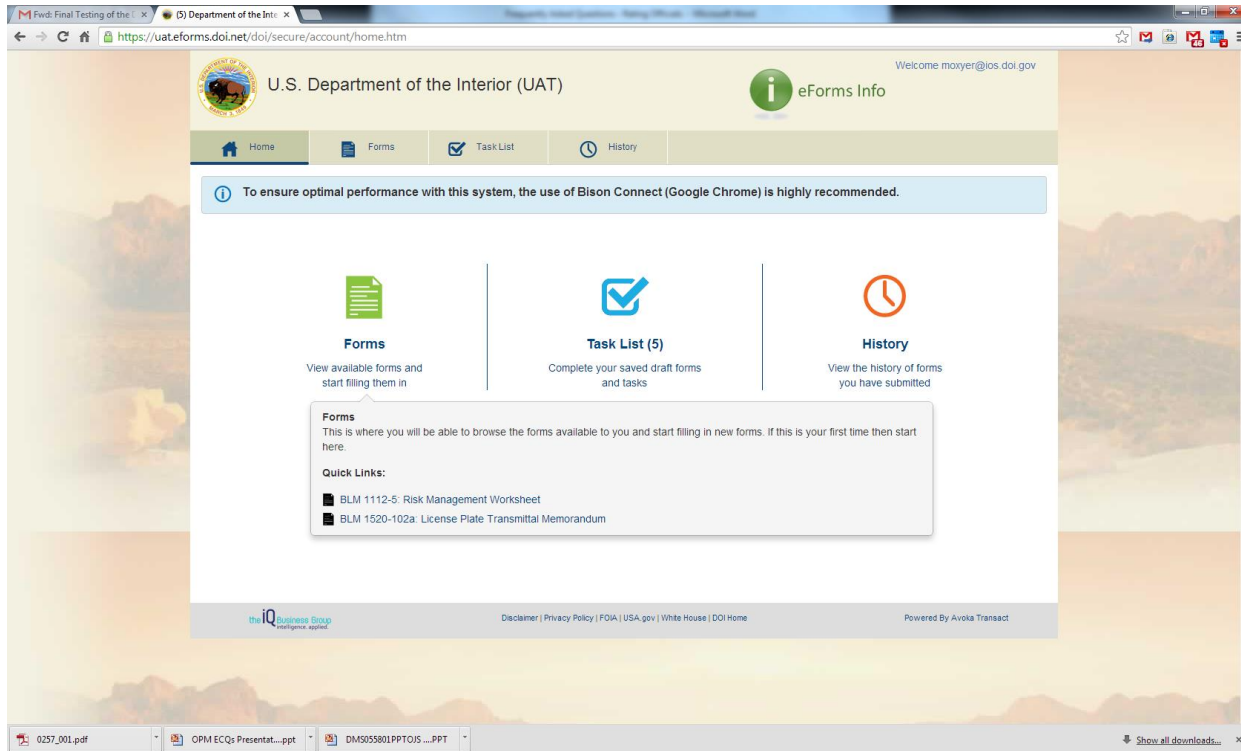 Fwd: Final Testing of the
(5) Department of the Inte
https://uat.eforms.doi.net/doi/secure/account/home.htm
Welcome moxyer@ios.doi.gov
U.S. Department of the Interior (UAT)
eForms Info
Home
Forms
Task List
History
To ensure optimal performance with this system, the use of Bison Connect (Google Chrome) is highly recommended.
Forms
View available forms and
start filling them in
Task List (5)
Complete your saved draft forms
and tasks
History
View the history of forms
you have submitted
Forms
This is where you will be able to browse the forms available to you and start filling in new forms. If this is your first time then start
here.
Quick Links:
BLM 1112-5: Risk Management Worksheet
BLM 1520-102a: License Plate Transmittal Memorandum
the iQ Business Group
intelligence. applied.
Disclaimer | Privacy Policy | FOIA | USA.gov | White House | DOI Home
Powered By Avoka Transact
0257_001.pdf
OPM ECQs Presentat....ppt
DMS055801PPTOJS ....PPT
Show all downloads...